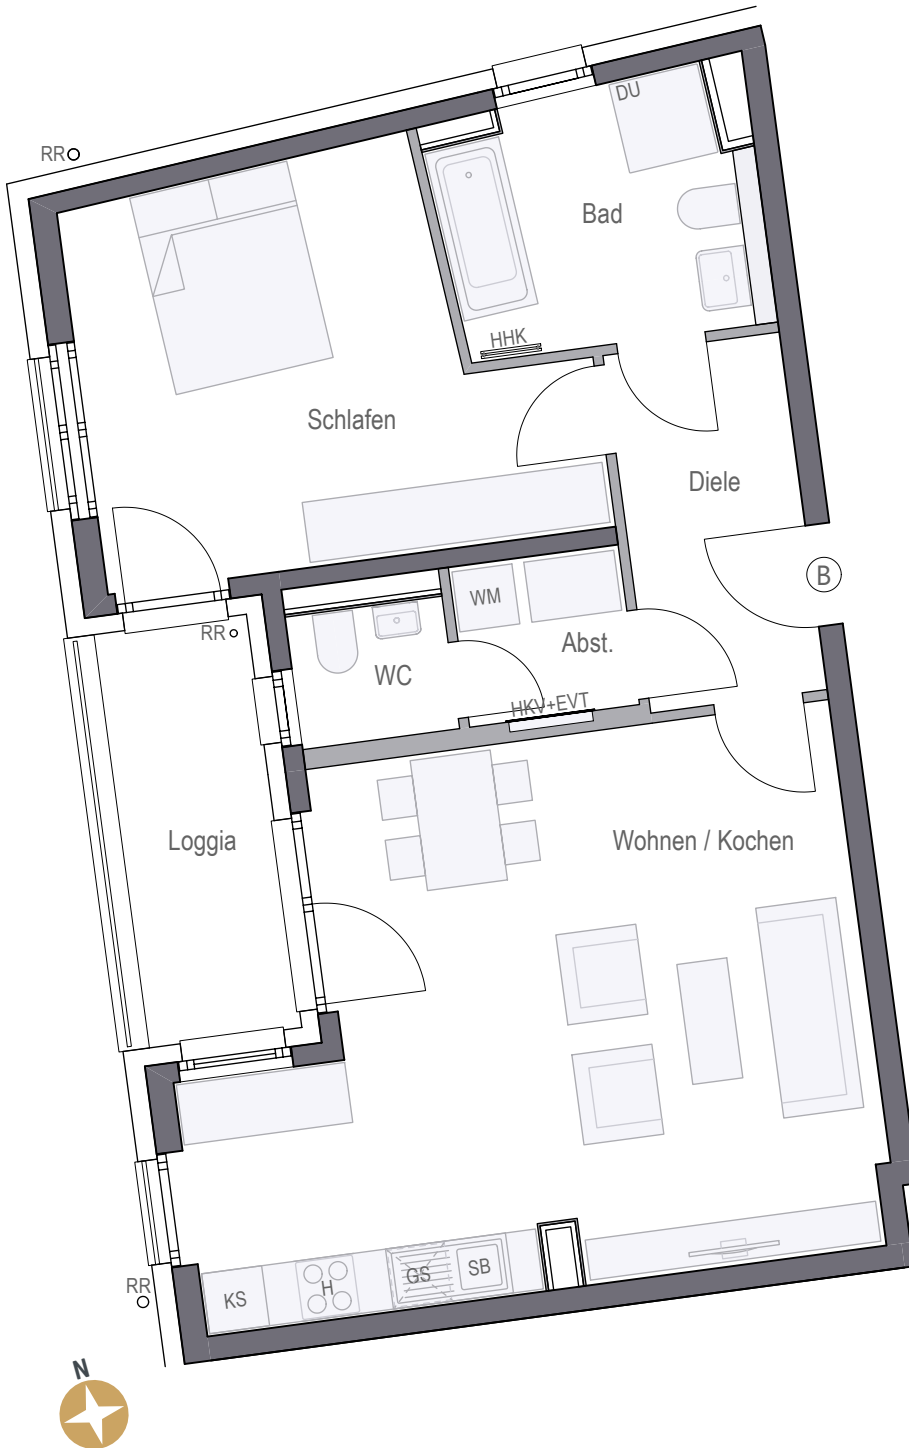 DU
RR
Bad
HHK
Schlafen
Diele
B
WM
RR
Abst.
WC
HKV+EVT
Loggia
Wohnen / Kochen
RR
KS
H
GS
SB
N